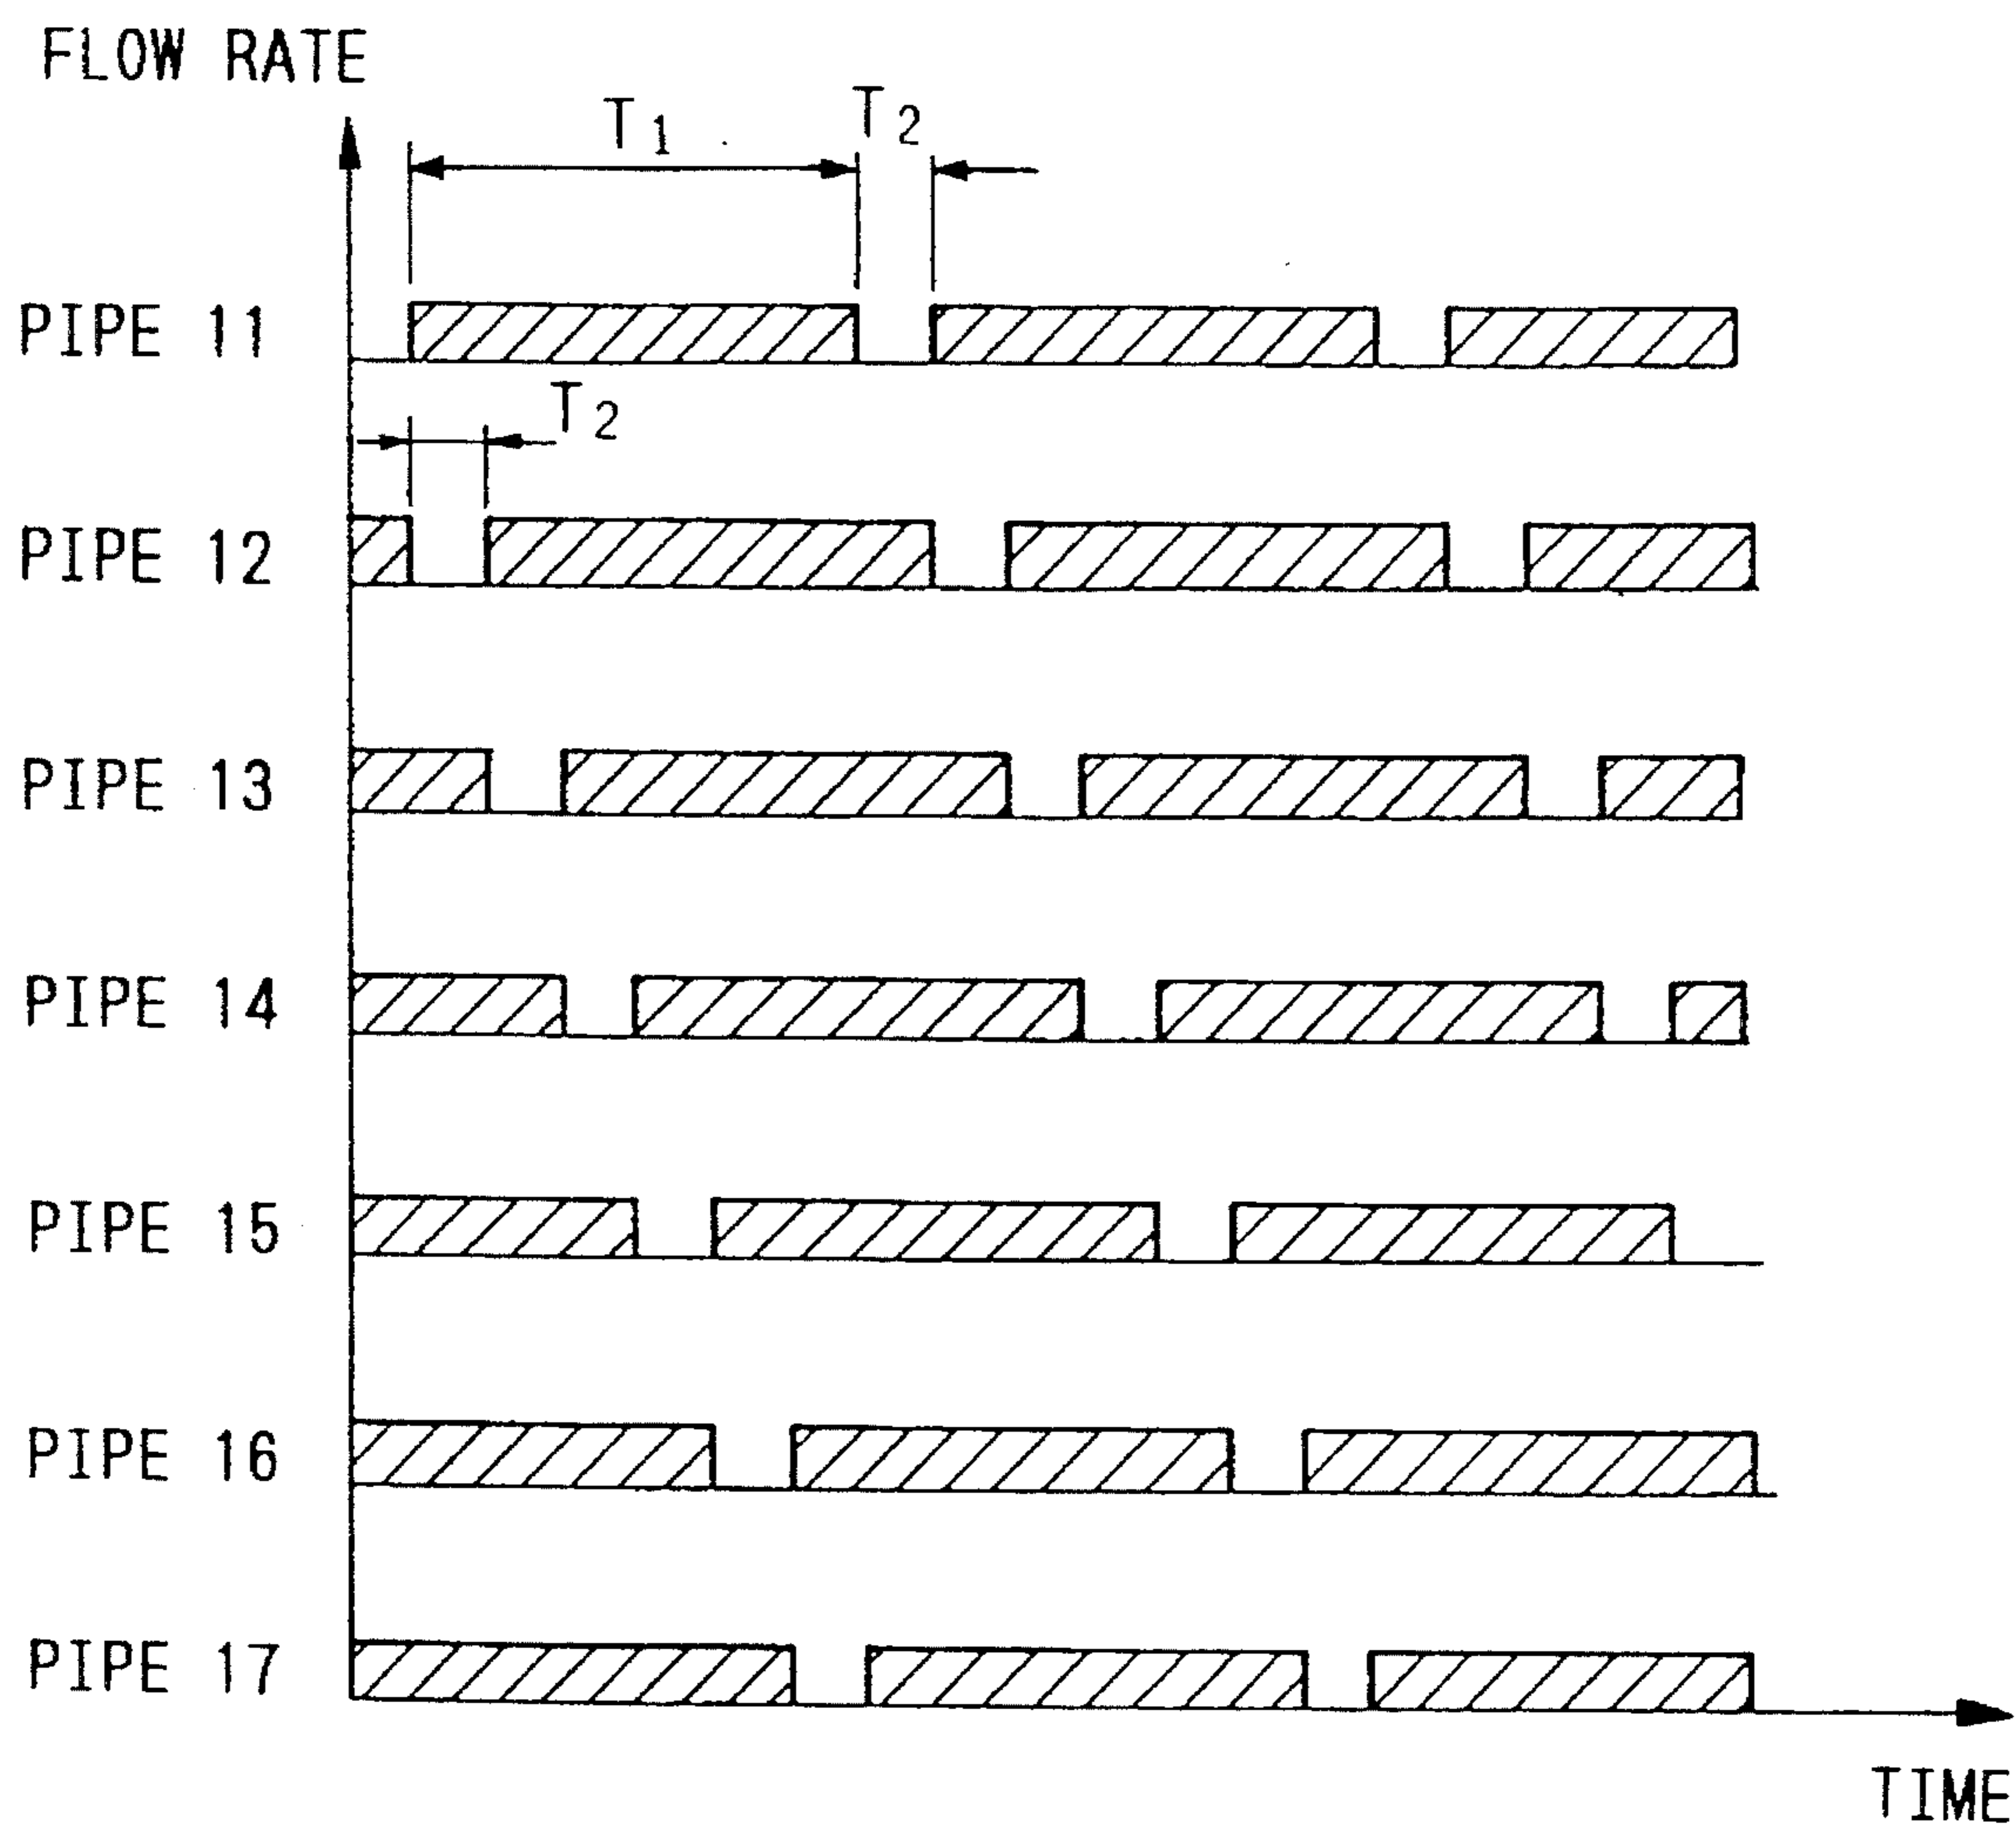 FLOW RATE
T1
T2
PIPE 11
T2
PIPE 12
PIPE 13
PIPE 14
PIPE 15
PIPE 16
PIPE 17
TIME